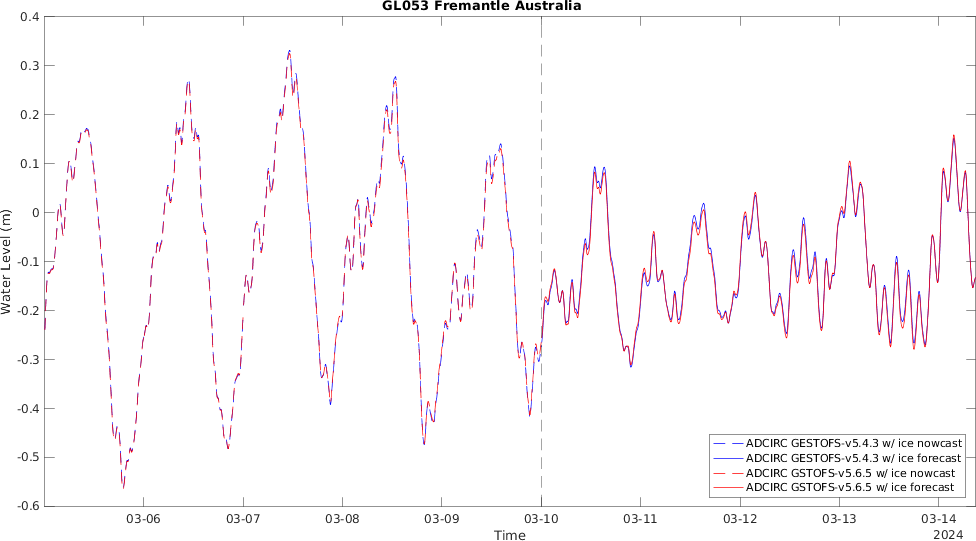 GL053 Fremantle Australia
0.4
0.3
0.2
0.1
0
-0.1
-0.2
-0.3
-0.4
-0.5
-0.6
Water Level (m)
ADCIRC GESTOFS-v5.4.3 w/ ice nowcast
ADCIRC GESTOFS-v5.4.3 w/ ice forecast
ADCIRC GSTOFS-v5.6.5 w/ ice nowcast
ADCIRC GSTOFS-v5.6.5 w/ ice forecast
03-06 03-07 03-08 03-09 03-10 03-11 03-12 03-13 03-14
Time
2024